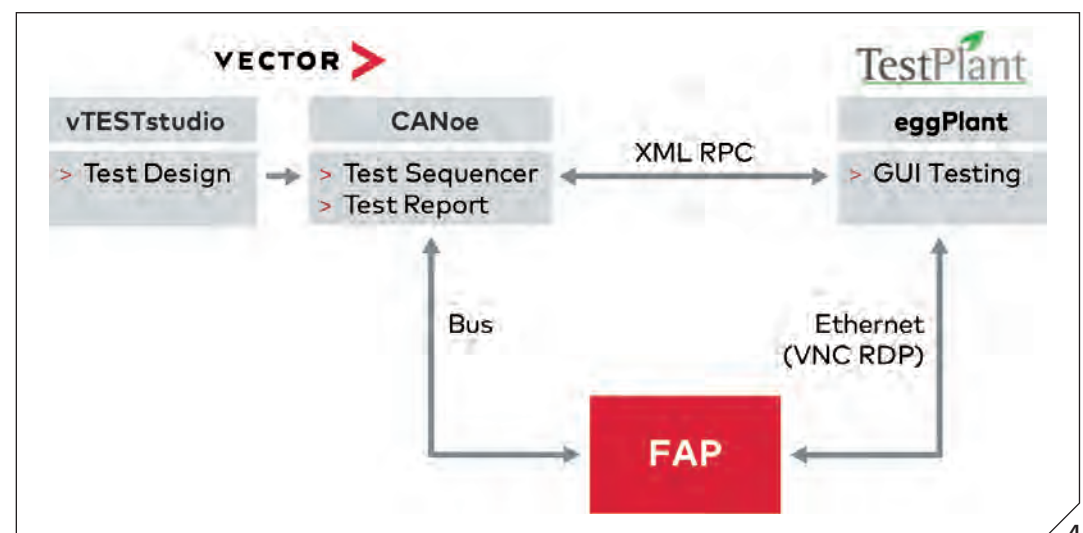 VECTOR
TestPlant
vTESTstudio
CANoe
eggPlant
> Test Design
> Test Sequencer
> Test Report
XML RPC
> GUI Testing
Bus
Ethernet
(VNC RDP)
FAP
4